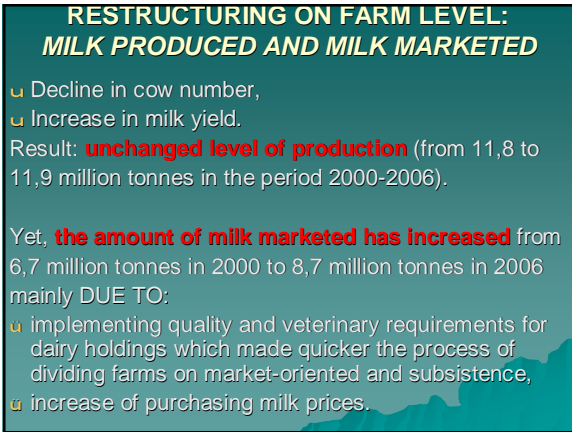 RESTRUCTURING ON FARM LEVEL:
MILK PRODUCED AND MILK MARKETED
u Decline in cow number,
u Increase in milk yield.
Result: unchanged level of production (from 11,8 to
11,9 million tonnes in the period 2000-2006).
Yet, the amount of milk marketed has increased from
6,7 million tonnes in 2000 to 8,7 million tonnes in 2006
mainly DUE TO:
ü implementing quality and veterinary requirements for
dairy holdings which made quicker the process of
dividing farms on market-oriented and subsistence,
ü increase of purchasing milk prices.